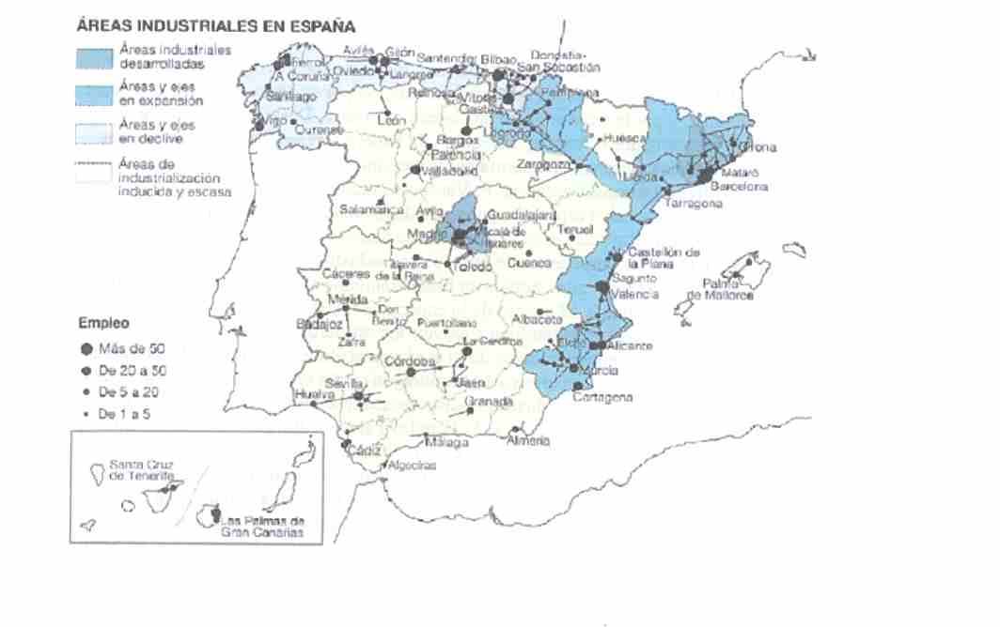 ÁREAS INDUSTRIALES EN ESPAÑA
Áreas industriales
desarrolladas
Áreas y ejes
en expansión
Áreas y ejes
en declive
Áreas de
industrialización
inducida y escasa
Avilés
Gijón
Santander
Bilbao
Donostia-
San Sebastián
Ferrol
A Coruña
Oviedo
Langreo
Santiago
Reinosa
Vitoria
Gasteiz
Pamplona
Vigo
Ourense
León
Burgos
Logroño
Huesca
Girona
Palencia
Zaragoza
Lleida
Mataró
Barcelona
Valladolid
Tarragona
Salamanca
Ávila
Guadalajara
Madrid
Alcalá de
Henares
Teruel
Castellón de
la Plana
Talavera
de la Reina
Toledo
Cuenca
Sagunto
Valencia
Palma
de Mallorca
Cáceres
Mérida
Don
Benito
Badajoz
Puertollano
Albacete
Zafra
La Carolina
Elche
Alicante
Córdoba
Murcia
Sevilla
Jaén
Huelva
Granada
Cartagena
Cádiz
Málaga
Almería
Algeciras
Empleo
Más de 50
De 20 a 50
De 5 a 20
De 1 a 5
Santa Cruz
de Tenerife
Las Palmas de
Gran Canarias